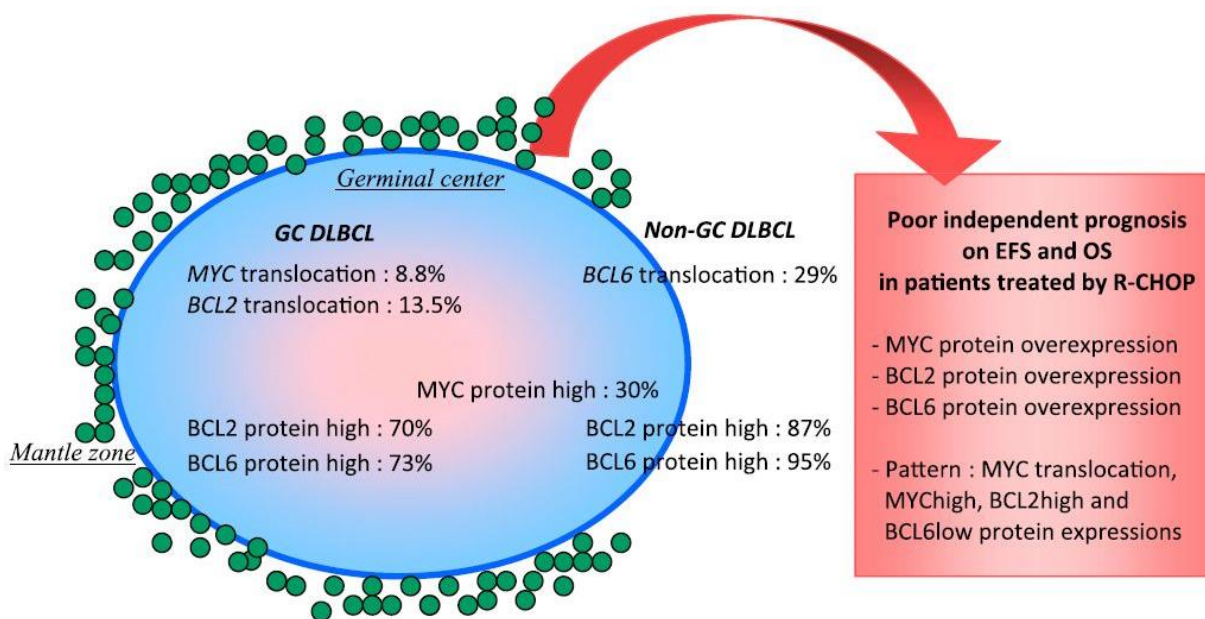 Germinal center
GC DLBCL
MYC translocation : 8.8%
BCL2 translocation : 13.5%
Non-GC DLBCL
BCL6 translocation : 29%
MYC protein high : 30%
BCL2 protein high : 70%
BCL6 protein high : 73%
BCL2 protein high : 87%
BCL6 protein high : 95%
Mantle zone
Poor independent prognosis
on EFS and OS
in patients treated by R-CHOP
- MYC protein overexpression
- BCL2 protein overexpression
- BCL6 protein overexpression
- Pattern : MYC translocation,
MYChigh, BCL2high and
BCL6low protein expressions